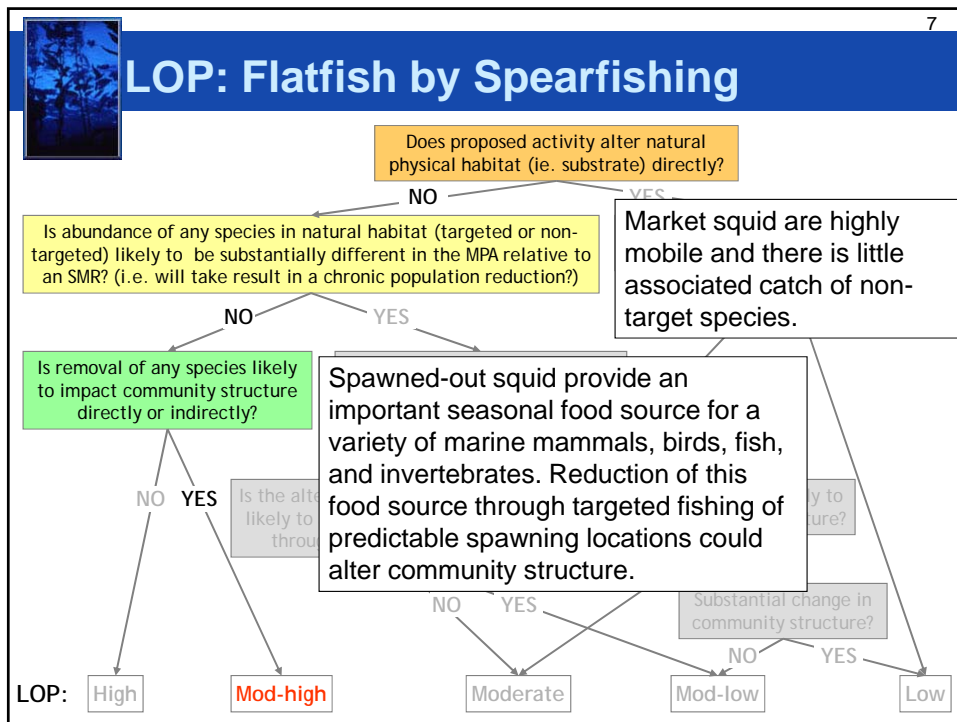 7
LOP: Flatfish by Spearfishing
Does proposed activity alter natural
physical habitat (ie. substrate) directly?
NO
YES
Is abundance of any species in natural habitat (targeted or non-
targeted) likely to  be substantially different in the MPA relative to
an SMR? (i.e. will take result in a chronic population reduction?)
Market squid are highly
mobile and there is little
associated catch of non-
target species.
NO
YES
Is removal of any species likely
to impact community structure
directly or indirectly?
Spawned-out squid provide an
important seasonal food source for a
variety of marine mammals, birds, fish,
and invertebrates. Reduction of this
food source through targeted fishing of
predictable spawning locations could
alter community structure.
NO
YES
Is the
likely to
to
NO
YES
Substantial change in
community structure?
NO
YES
LOP:
High
Mod-high
Moderate
Mod-low
Low